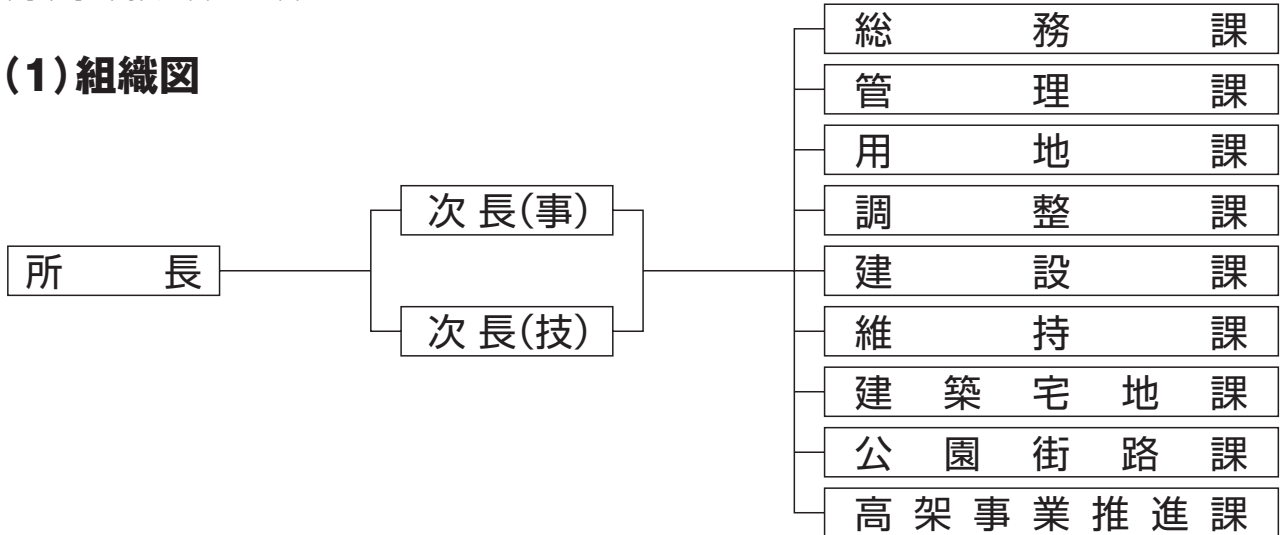 (1)組織図
所長
次長(事)
次長(技)
総務課
管理課
用地課
調整課
建設課
維持課
建築宅地課
公園街路課
高架事業推進課